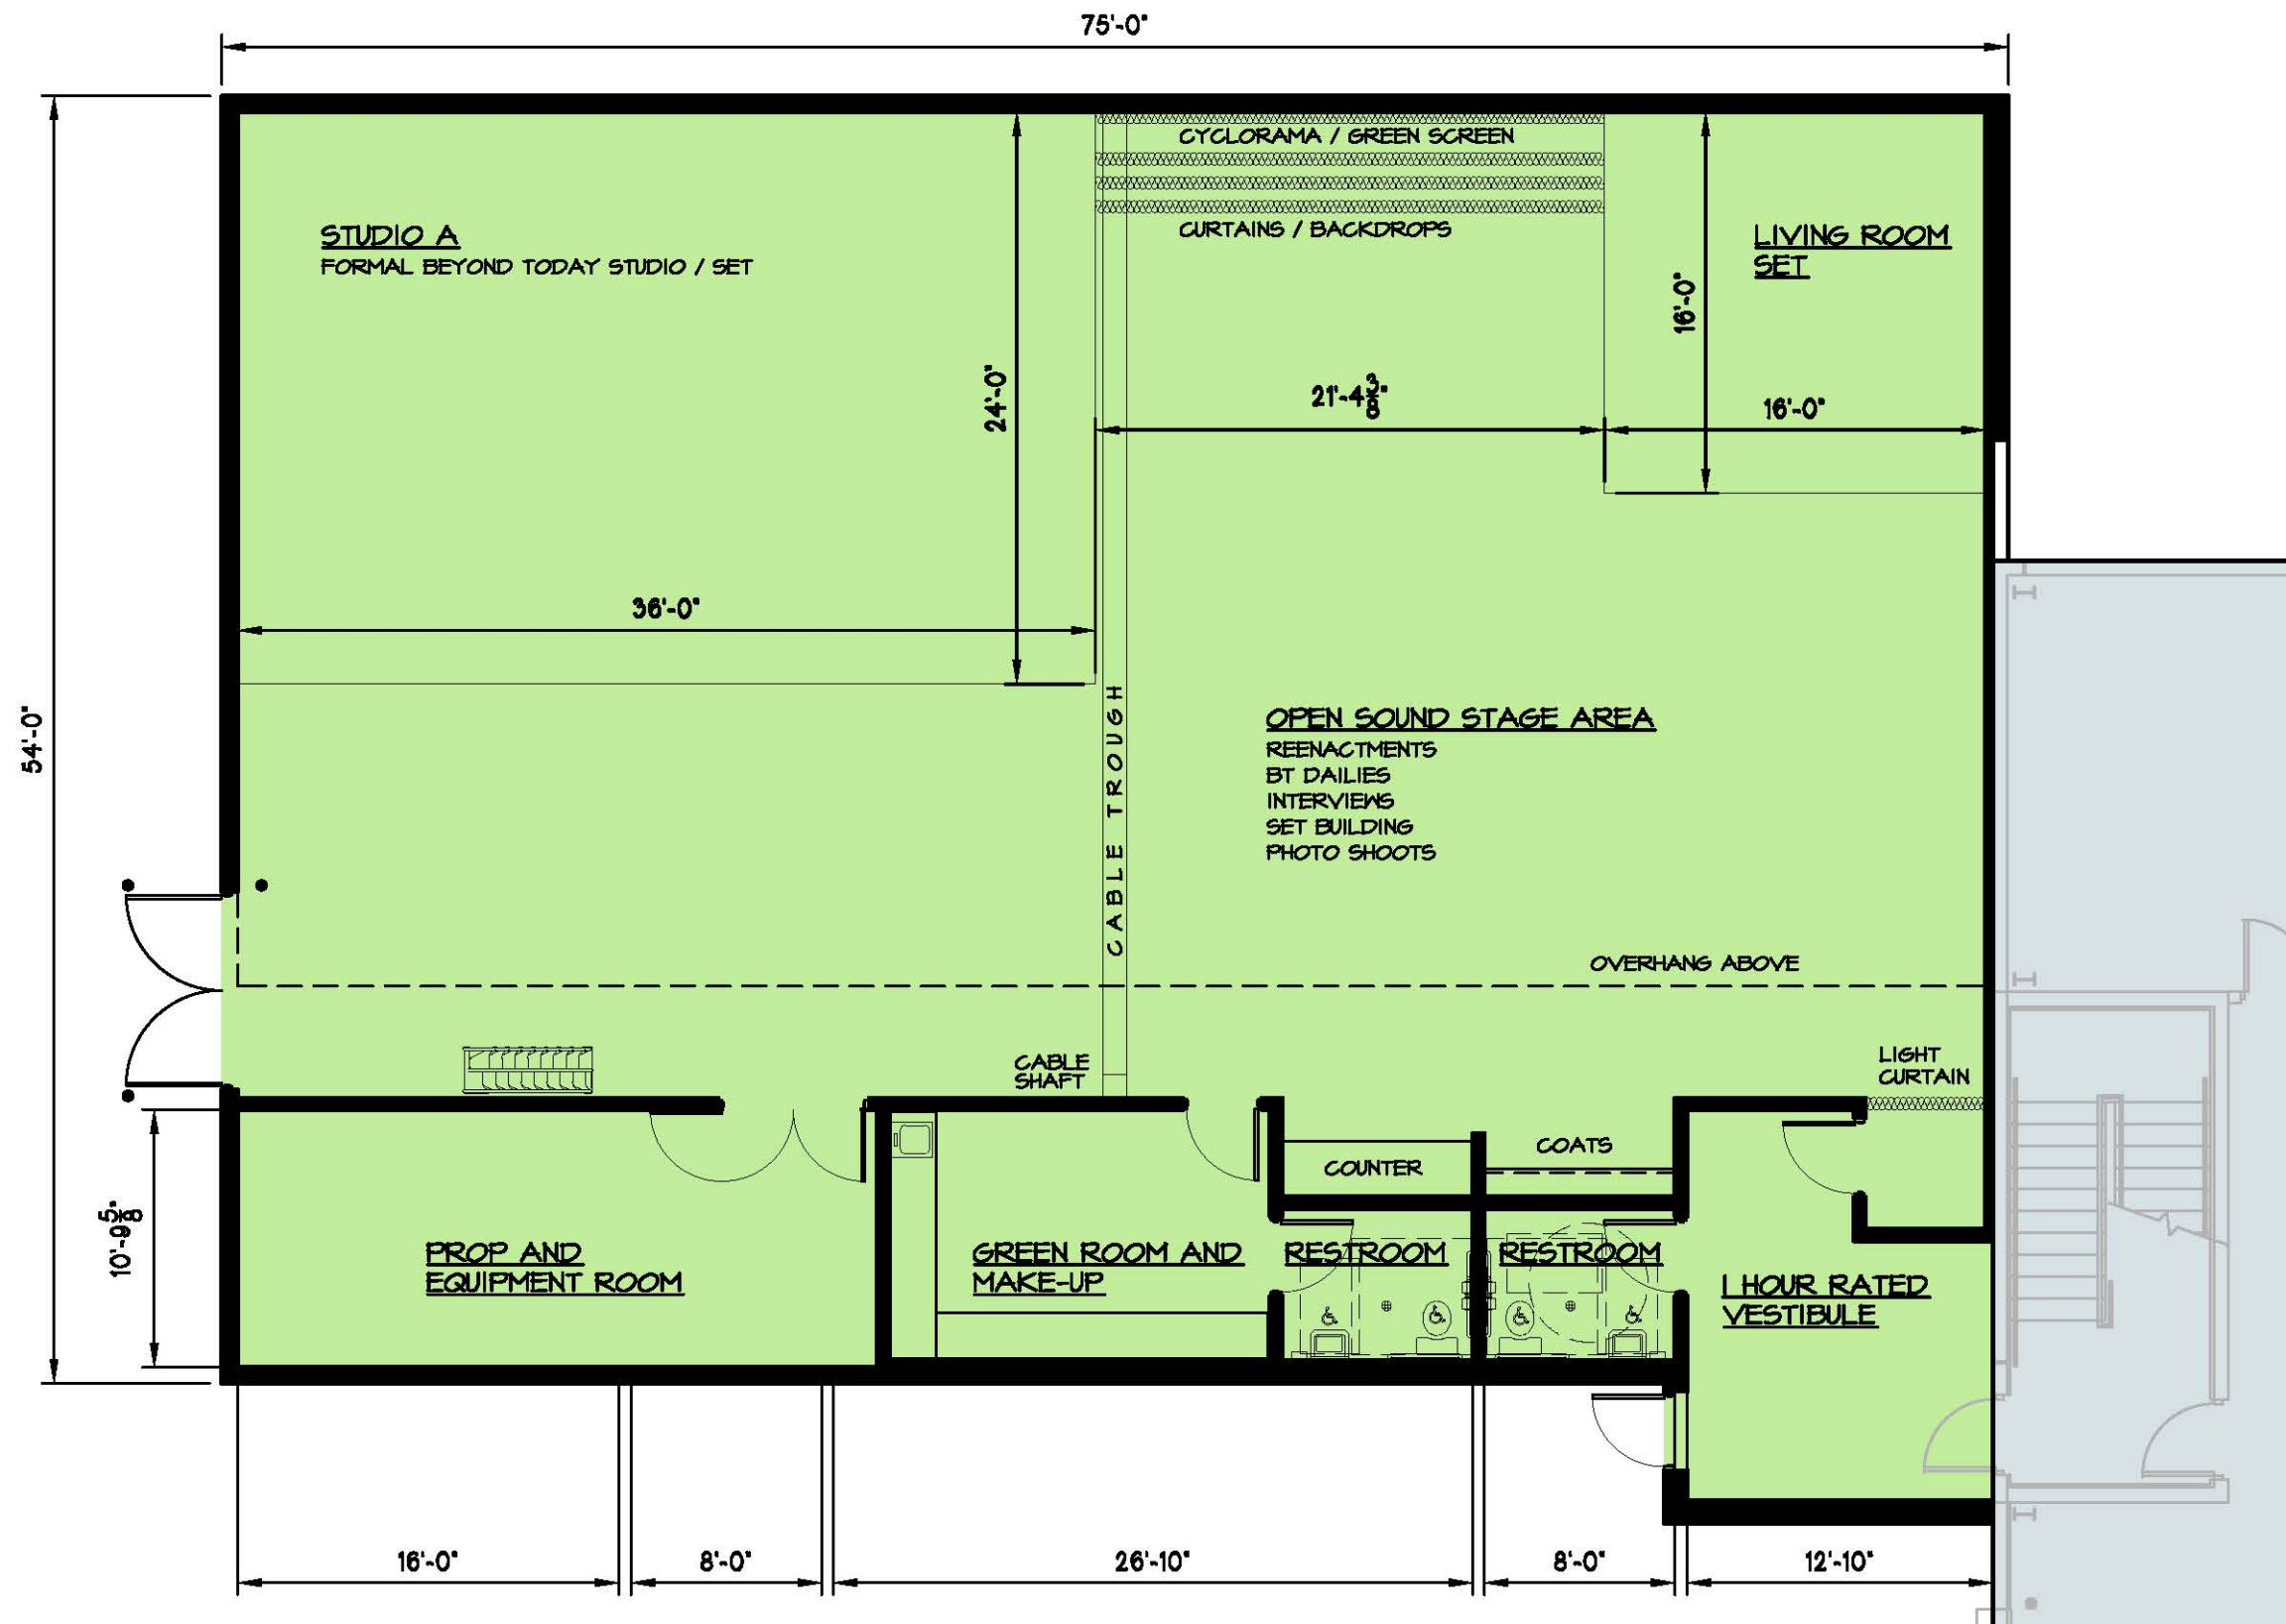 75'-0"
CYCLORAMA / GREEN SCREEN
CURTAINS / BACKDROPS
STUDIO A
FORMAL BEYOND TODAY STUDIO / SET
LIVING ROOM
SET
16'-0"
24'-0"
21'-4 3/8"
16'-0"
36'-0"
54'-0"
CABLE TROUGH
OPEN SOUND STAGE AREA
REENACTMENTS
BT DAILIES
INTERVIEWS
SET BUILDING
PHOTO SHOOTS
OVERHANG ABOVE
CABLE
SHAFT
LIGHT
CURTAIN
COUNTER
COATS
10'-9 5/8"
PROP AND
EQUIPMENT ROOM
GREEN ROOM AND
MAKE-UP
RESTROOM
RESTROOM
1 HOUR RATED
VESTIBULE
16'-0"
8'-0"
26'-10"
8'-0"
12'-10"